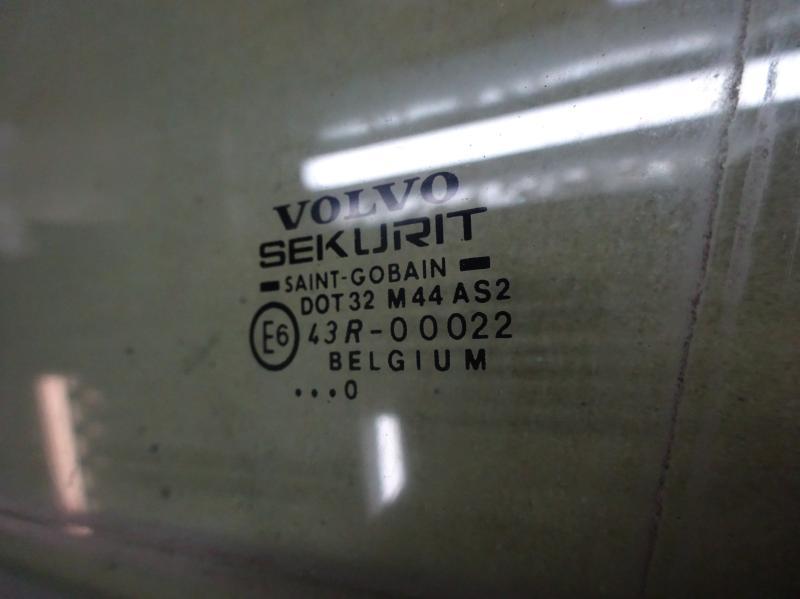 VOLVO
SEKURIT
SAINT-GOBAIN
DOT32 M44 AS2
E6 43R-00022
BELGIUM
...0